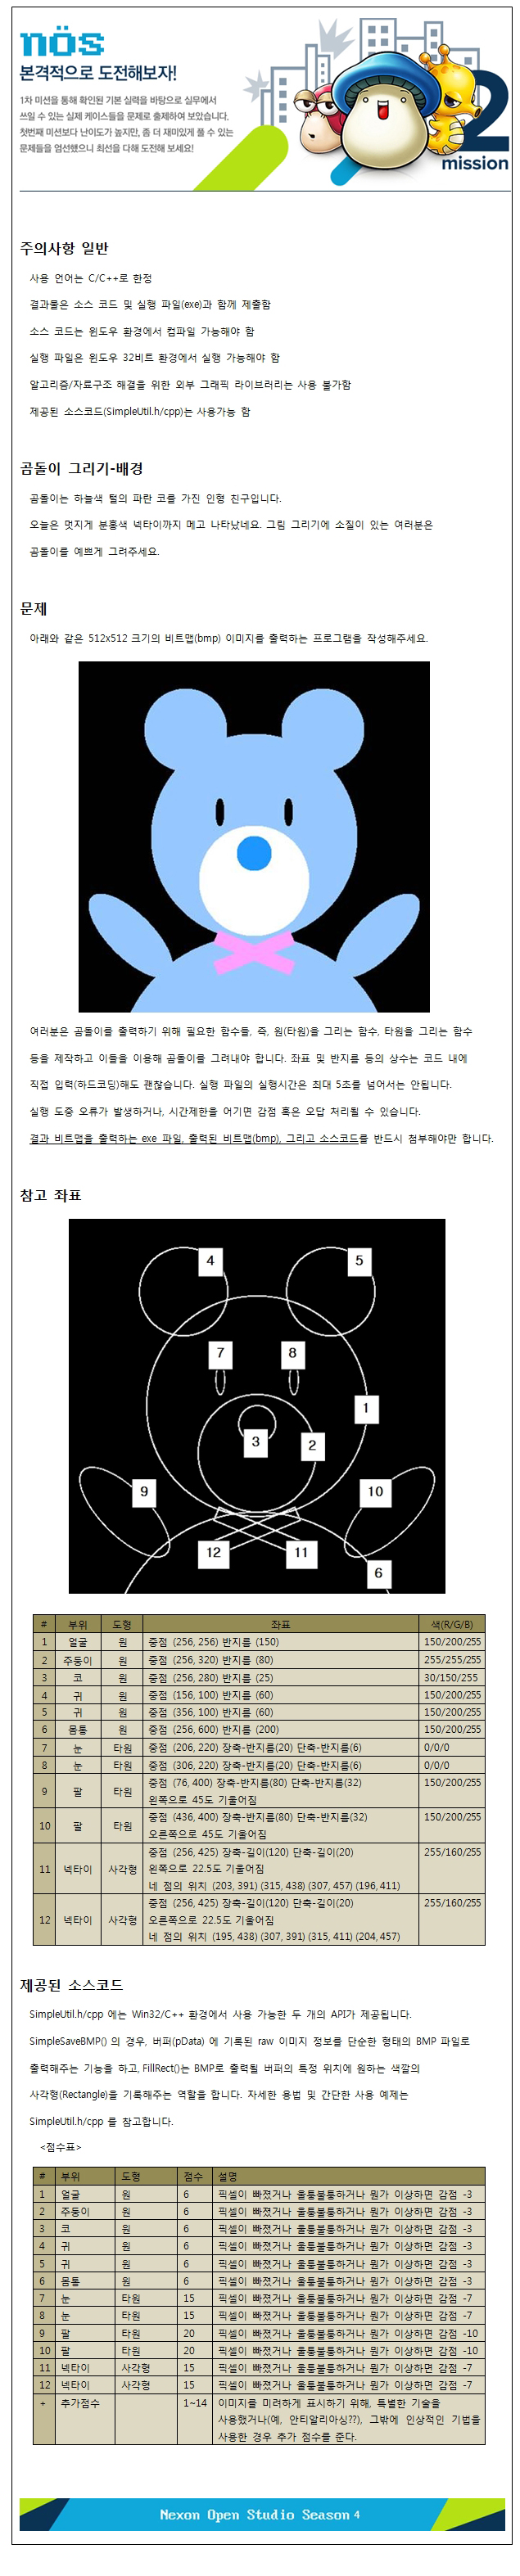 nös
본격적으로 도전해보자!
1차 미션을 통해 확인된 기본 실력을 바탕으로 실무에서
쓰일 수 있는 실제 케이스들을 문제로 출제하여 보았습니다.
첫번째 미션보다 난이도가 높지만, 좀 더 재미있게 풀 수 있는
문제들을 엄선했으니 최선을 다해 도전해 보세요!
2
mission
주의사항 일반
사용 언어는 C/C++로 한정
결과물은 소스 코드 및 실행 파일(exe)과 함께 제출함
소스 코드는 윈도우 환경에서 컴파일 가능해야 함
실행 파일은 윈도우 32비트 환경에서 실행 가능해야 함
알고리즘/자료구조 해결을 위한 외부 그래픽 라이브러리는 사용 불가함
제공된 소스코드(SimpleUtil.h/cpp)는 사용가능 함
곰돌이 그리기-배경
곰돌이는 하늘색 털의 파란 코를 가진 인형 친구입니다.
오늘은 멋지게 분홍색 넥타이까지 메고 나타났네요. 그림 그리기에 소질이 있는 여러분은
곰돌이를 예쁘게 그려주세요.
문제
아래와 같은 512x512 크기의 비트맵(bmp) 이미지를 출력하는 프로그램을 작성해주세요.
여러분은 곰돌이를 출력하기 위해 필요한 함수들, 즉, 원(타원)을 그리는 함수, 타원을 그리는 함수
등을 제작하고 이들을 이용해 곰돌이를 그려내야 합니다. 좌표 및 반지름 등의 상수는 코드 내에
직접 입력(하드코딩)해도 괜찮습니다. 실행 파일의 실행시간은 최대 5초를 넘어서는 안됩니다.
실행 도중 오류가 발생하거나, 시간제한을 어기면 감점 혹은 오답 처리될 수 있습니다.
결과 비트맵을 출력하는 exe 파일, 출력된 비트맵(bmp), 그리고 소스코드를 반드시 첨부해야만 합니다.
참고 좌표
4
5
7
8
1
3
2
9
10
12
11
6
# 부위 도형 좌표 색(R/G/B)
1 얼굴 원 중점 (256, 256) 반지름 (150) 150/200/255
2 주둥이 원 중점 (256, 320) 반지름 (80) 255/255/255
3 코 원 중점 (256, 280) 반지름 (25) 30/150/255
4 귀 원 중점 (156, 100) 반지름 (60) 150/200/255
5 귀 원 중점 (356, 100) 반지름 (60) 150/200/255
6 몸통 원 중점 (256, 600) 반지름 (200) 150/200/255
7 눈 타원 중점 (206, 220) 장축-반지름(20) 단축-반지름(6) 0/0/0
8 눈 타원 중점 (306, 220) 장축-반지름(20) 단축-반지름(6) 0/0/0
9 팔 타원 중점 (76, 400) 장축-반지름(80) 단축-반지름(32) 150/200/255
왼쪽으로 45도 기울어짐
10 팔 타원 중점 (436, 400) 장축-반지름(80) 단축-반지름(32) 150/200/255
오른쪽으로 45도 기울어짐
11 넥타이 사각형 중점 (256, 425) 장축-길이(120) 단축-길이(20) 255/160/255
왼쪽으로 22.5도 기울어짐
네 점의 위치 (203, 391) (315, 438) (307, 457) (196, 411)
12 넥타이 사각형 중점 (256, 425) 장축-길이(120) 단축-길이(20) 255/160/255
오른쪽으로 22.5도 기울어짐
네 점의 위치 (195, 438) (307, 391) (315, 411) (204, 457)
제공된 소스코드
SimpleUtil.h/cpp 에는 Win32/C++ 환경에서 사용 가능한 두 개의 API가 제공됩니다.
SimpleSaveBMP() 의 경우, 버퍼(pData) 에 기록된 raw 이미지 정보를 단순한 형태의 BMP 파일로
출력해주는 기능을 하고, FillRect()는 BMP로 출력될 버퍼의 특정 위치에 원하는 색깔의
사각형(Rectangle)을 기록해주는 역할을 합니다. 자세한 용법 및 간단한 사용 예제는
SimpleUtil.h/cpp 를 참고합니다.
<점수표>
# 부위 도형 점수 설명
1 얼굴 원 6 픽셀이 빠졌거나 울퉁불퉁하거나 뭔가 이상하면 감점 -3
2 주둥이 원 6 픽셀이 빠졌거나 울퉁불퉁하거나 뭔가 이상하면 감점 -3
3 코 원 6 픽셀이 빠졌거나 울퉁불퉁하거나 뭔가 이상하면 감점 -3
4 귀 원 6 픽셀이 빠졌거나 울퉁불퉁하거나 뭔가 이상하면 감점 -3
5 귀 원 6 픽셀이 빠졌거나 울퉁불퉁하거나 뭔가 이상하면 감점 -3
6 몸통 원 6 픽셀이 빠졌거나 울퉁불퉁하거나 뭔가 이상하면 감점 -3
7 눈 타원 15 픽셀이 빠졌거나 울퉁불퉁하거나 뭔가 이상하면 감점 -7
8 눈 타원 15 픽셀이 빠졌거나 울퉁불퉁하거나 뭔가 이상하면 감점 -7
9 팔 타원 20 픽셀이 빠졌거나 울퉁불퉁하거나 뭔가 이상하면 감점 -10
10 팔 타원 20 픽셀이 빠졌거나 울퉁불퉁하거나 뭔가 이상하면 감점 -10
11 넥타이 사각형 15 픽셀이 빠졌거나 울퉁불퉁하거나 뭔가 이상하면 감점 -7
12 넥타이 사각형 15 픽셀이 빠졌거나 울퉁불퉁하거나 뭔가 이상하면 감점 -7
+ 추가점수 1~14 이미지를 미려하게 표시하기 위해, 특별한 기술을
사용했거나(예, 안티알리아싱??), 그밖에 인상적인 기법을
사용한 경우 추가 점수를 준다.
Nexon Open Studio Season 4